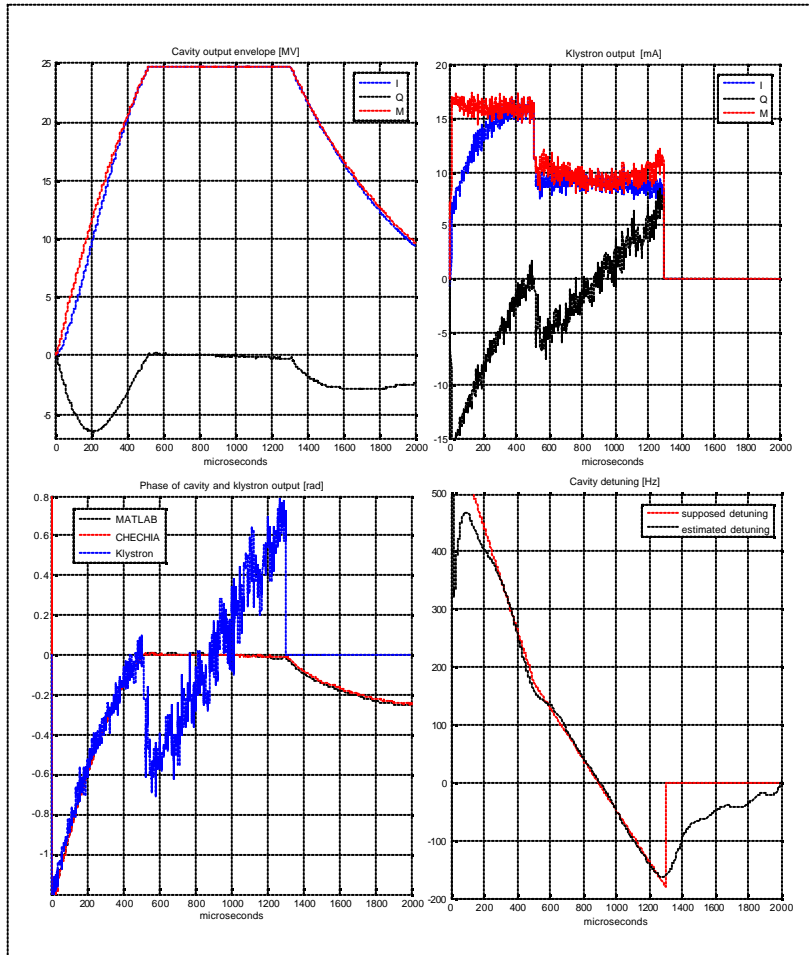 Cavity output envelope [MV]
25
20
15
10
5
0
-5
0 200 400 600 800 1000 1200 1400 1600 1800 2000
microseconds
I
Q
M
Klystron output [mA]
20
15
10
5
0
-5
-10
-15
0 200 400 600 800 1000 1200 1400 1600 1800 2000
microseconds
I
Q
M
Phase of cavity and klystron output [rad]
0.8
0.6
0.4
0.2
0
-0.2
-0.4
-0.6
-0.8
-1
0 200 400 600 800 1000 1200 1400 1600 1800 2000
microseconds
MATLAB
CHECHIA
Klystron
Cavity detuning [Hz]
500
400
300
200
100
0
-100
-200
0 200 400 600 800 1000 1200 1400 1600 1800 2000
microseconds
supposed detuning
estimated detuning